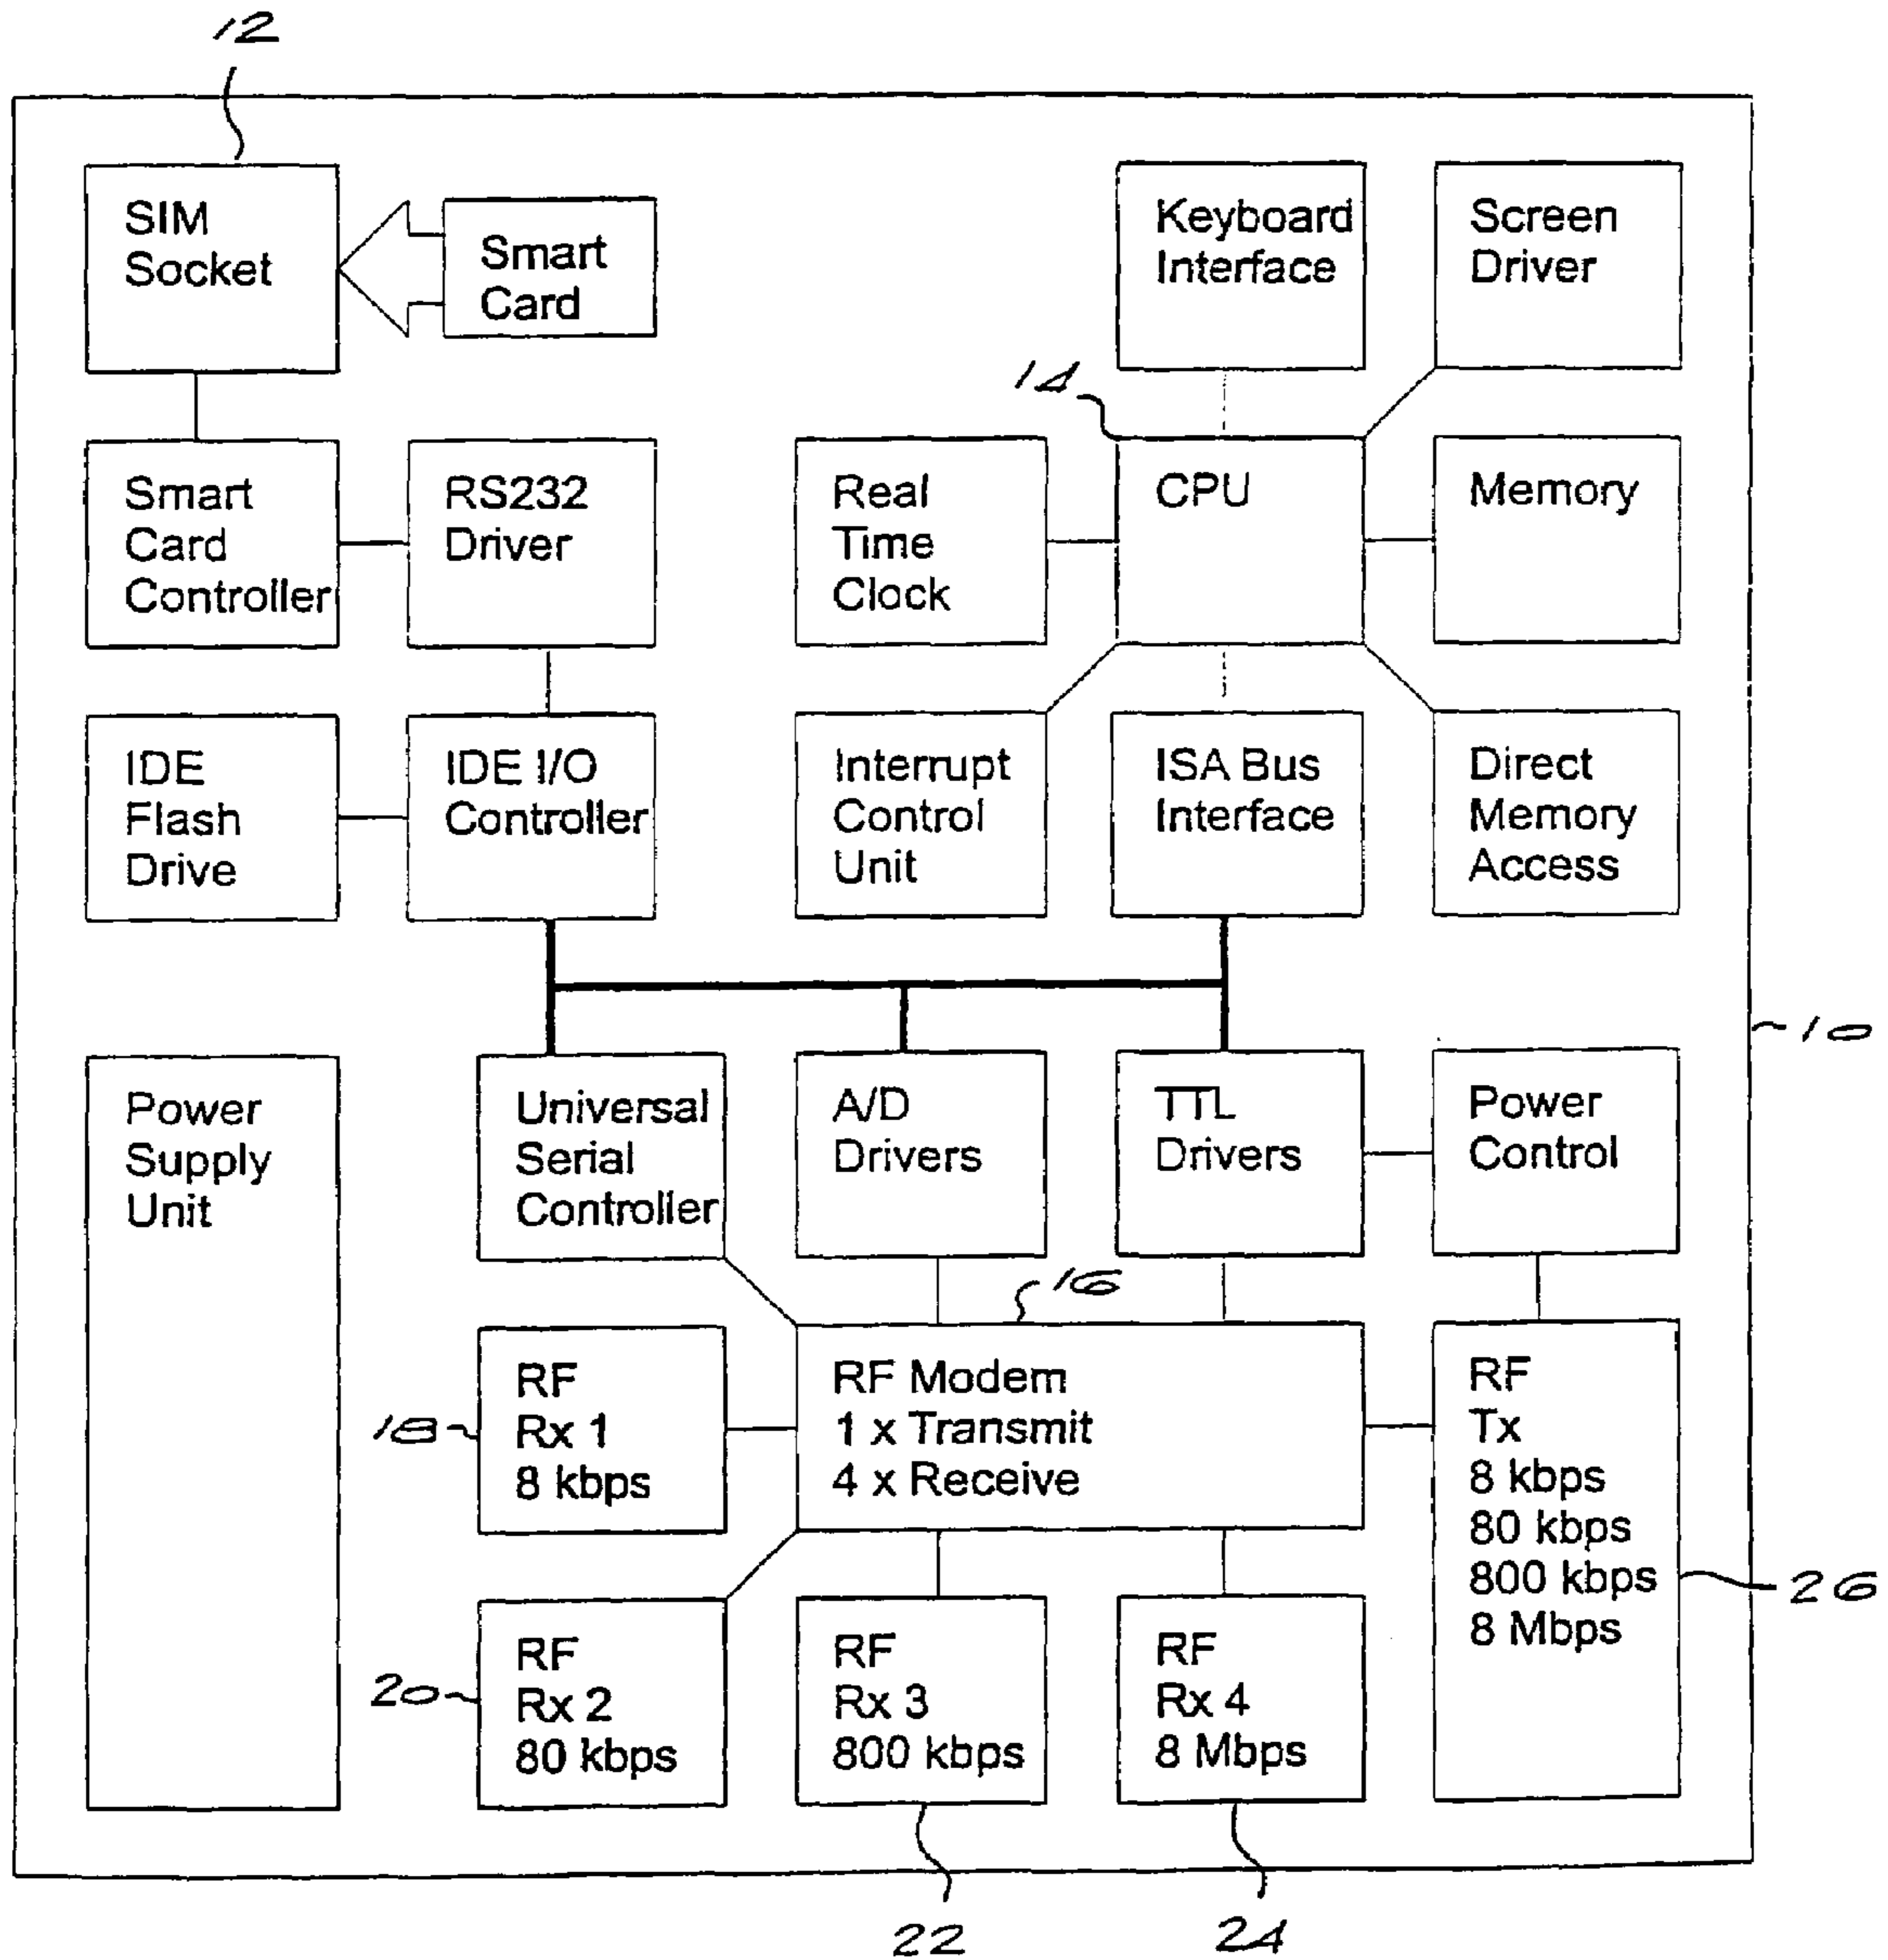 12
SIM
Socket
Smart
Card
Keyboard
Interface
Screen
Driver
14
Smart
Card
Controller
RS232
Driver
Real
Time
Clock
CPU
Memory
IDE
Flash
Drive
IDE I/O
Controller
Interrupt
Control
Unit
ISA Bus
Interface
Direct
Memory
Access
10
Power
Supply
Unit
Universal
Serial
Controller
A/D
Drivers
TTL
Drivers
Power
Control
16
18
RF
Rx 1
8 kbps
RF Modem
1 x Transmit
4 x Receive
RF
Tx
8 kbps
80 kbps
800 kbps
8 Mbps
26
20
RF
Rx 2
80 kbps
RF
Rx 3
800 kbps
RF
Rx 4
8 Mbps
22
24